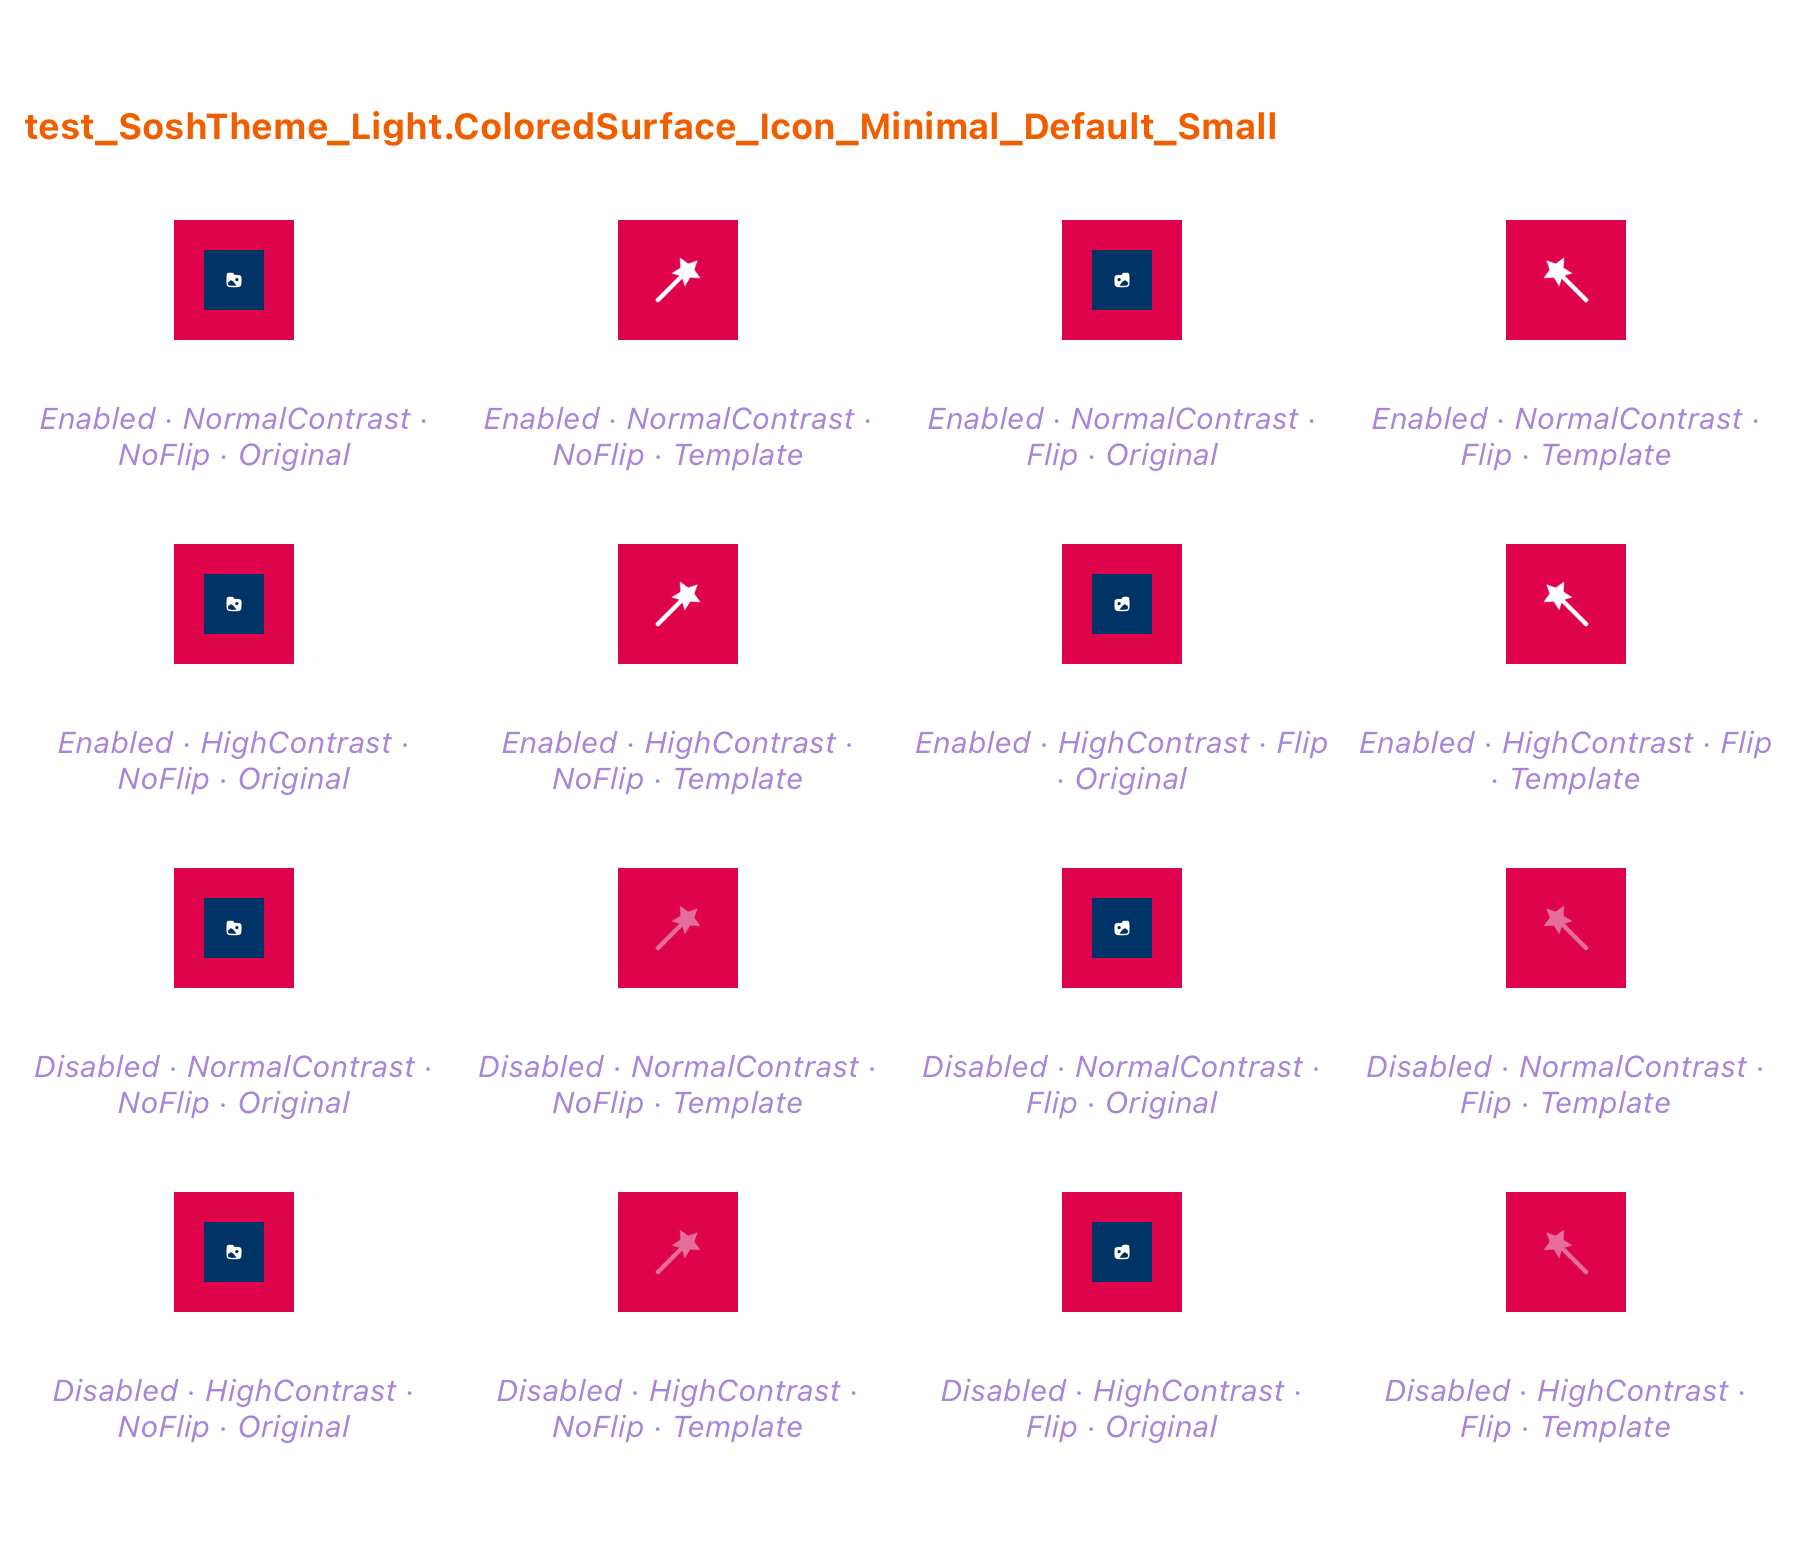 test_SoshTheme_Light.ColoredSurface_Icon_Minimal_Default_Small
Enabled · NormalContrast ·
NoFlip · Original
Enabled · NormalContrast ·
NoFlip · Template
Enabled · NormalContrast ·
Flip · Original
Enabled · NormalContrast ·
Flip · Template
Enabled · HighContrast ·
NoFlip · Original
Enabled · HighContrast ·
NoFlip · Template
Enabled · HighContrast · Flip
· Original
Enabled · HighContrast · Flip
· Template
Disabled · NormalContrast ·
NoFlip · Original
Disabled · NormalContrast ·
NoFlip · Template
Disabled · NormalContrast ·
Flip · Original
Disabled · NormalContrast ·
Flip · Template
Disabled · HighContrast ·
NoFlip · Original
Disabled · HighContrast ·
NoFlip · Template
Disabled · HighContrast ·
Flip · Original
Disabled · HighContrast ·
Flip · Template